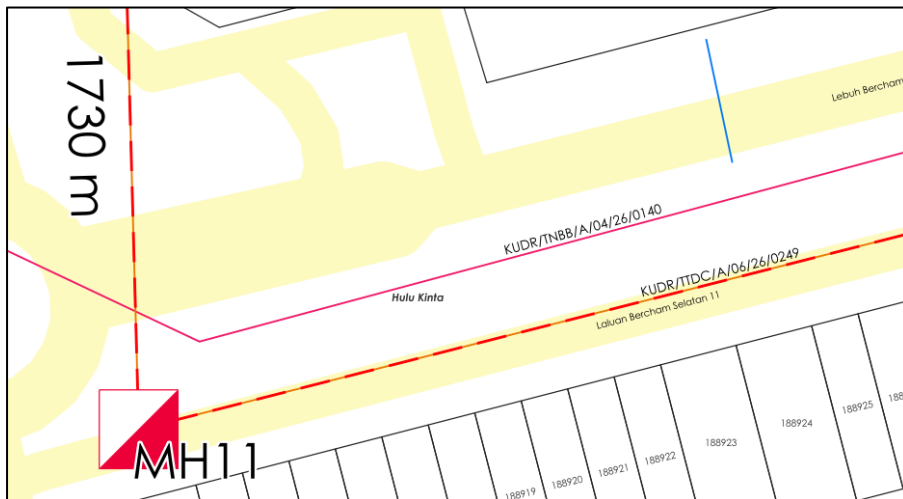 1730 m
Lebuh Bercham
KUDR/TNBB/A/04/26/0140
KUDR/TTDC/A/06/26/0249
Hulu Kinta
Laluan Bercham Selatan 11
MH11
188919
188920
188921
188922
188923
188924
188925
188